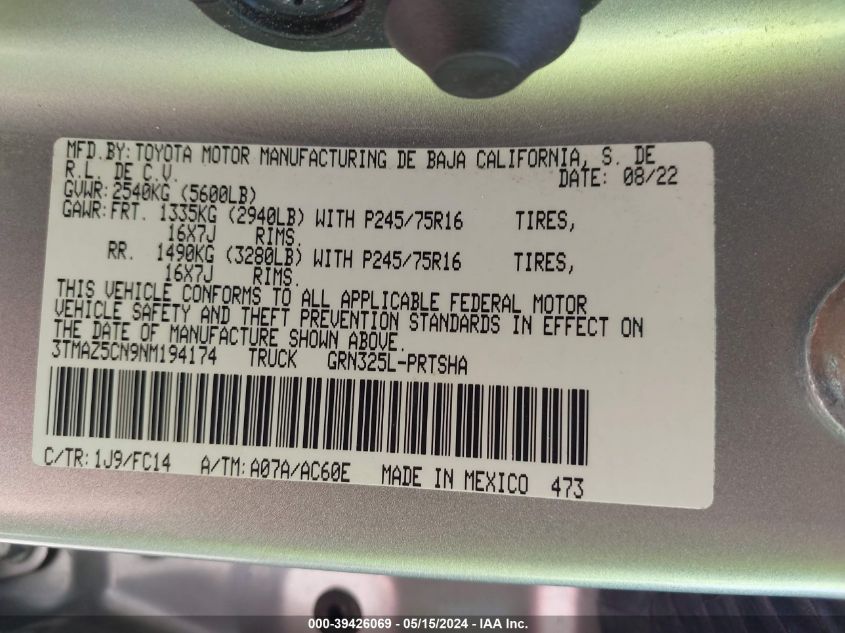 MFD.BY:TOYOTA MOTOR MANUFACTURING DE BAJA CALIFORNIA, S. DE
R.L. DE C.V. DATE: 08/22
GVWR:2540KG (5600LB)
GAWR:FRT. 1335KG (2940LB) WITH P245/75R16 TIRES,
16X7J RIMS.
RR. 1490KG (3280LB) WITH P245/75R16 TIRES,
16X7J RIMS.
THIS VEHICLE CONFORMS TO ALL APPLICABLE FEDERAL MOTOR
VEHICLE SAFETY AND THEFT PREVENTION STANDARDS IN EFFECT ON
THE DATE OF MANUFACTURE SHOWN ABOVE.
3TMAZ5CN9NM194174 TRUCK GRN325L-PRTSHA
C/TR:1J9/FC14 A/TM:A07A/AC60E MADE IN MEXICO 473
000-39426069 - 05/15/2024 - IAA Inc.